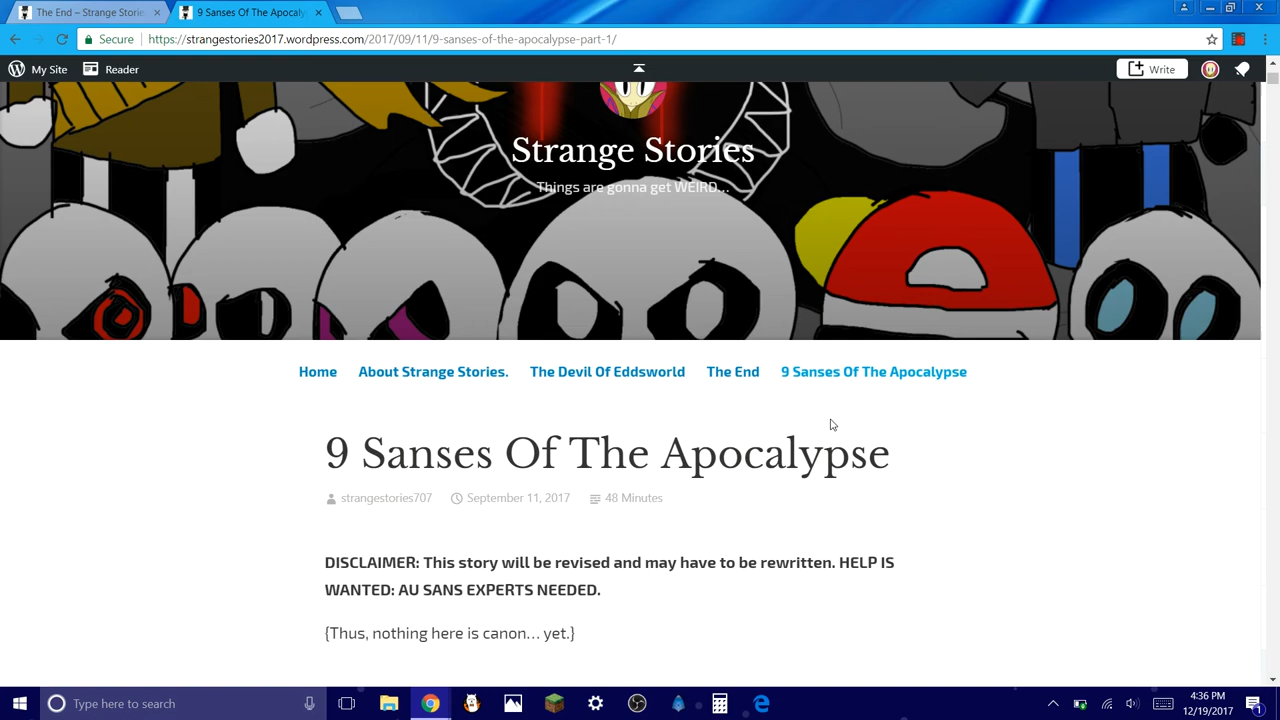 The End – Strange Storie
9 Sanses Of The Apocaly
Secure
https://strangestories2017.wordpress.com/2017/09/11/9-sanses-of-the-apocalypse-part-1/
My Site
Reader
Write
Strange Stories
Things are gonna get WEIRD...
Home About Strange Stories. The Devil Of Eddsworld The End 9 Sanses Of The Apocalypse
9 Sanses Of The Apocalypse
strangestories707 September 11, 2017 48 Minutes
DISCLAIMER: This story will be revised and may have to be rewritten. HELP IS
WANTED: AU SANS EXPERTS NEEDED.
{Thus, nothing here is canon… yet.}
Type here to search
4:36 PM
12/19/2017
1